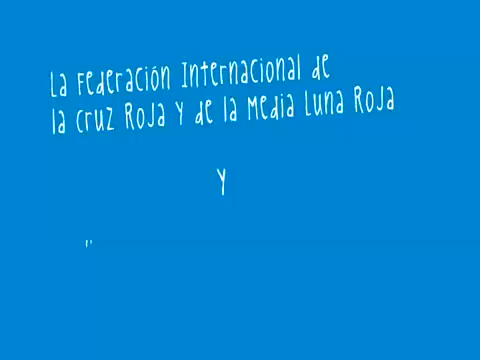 La Federación Internacional de
la Cruz Roja y de la Media Luna Roja
y